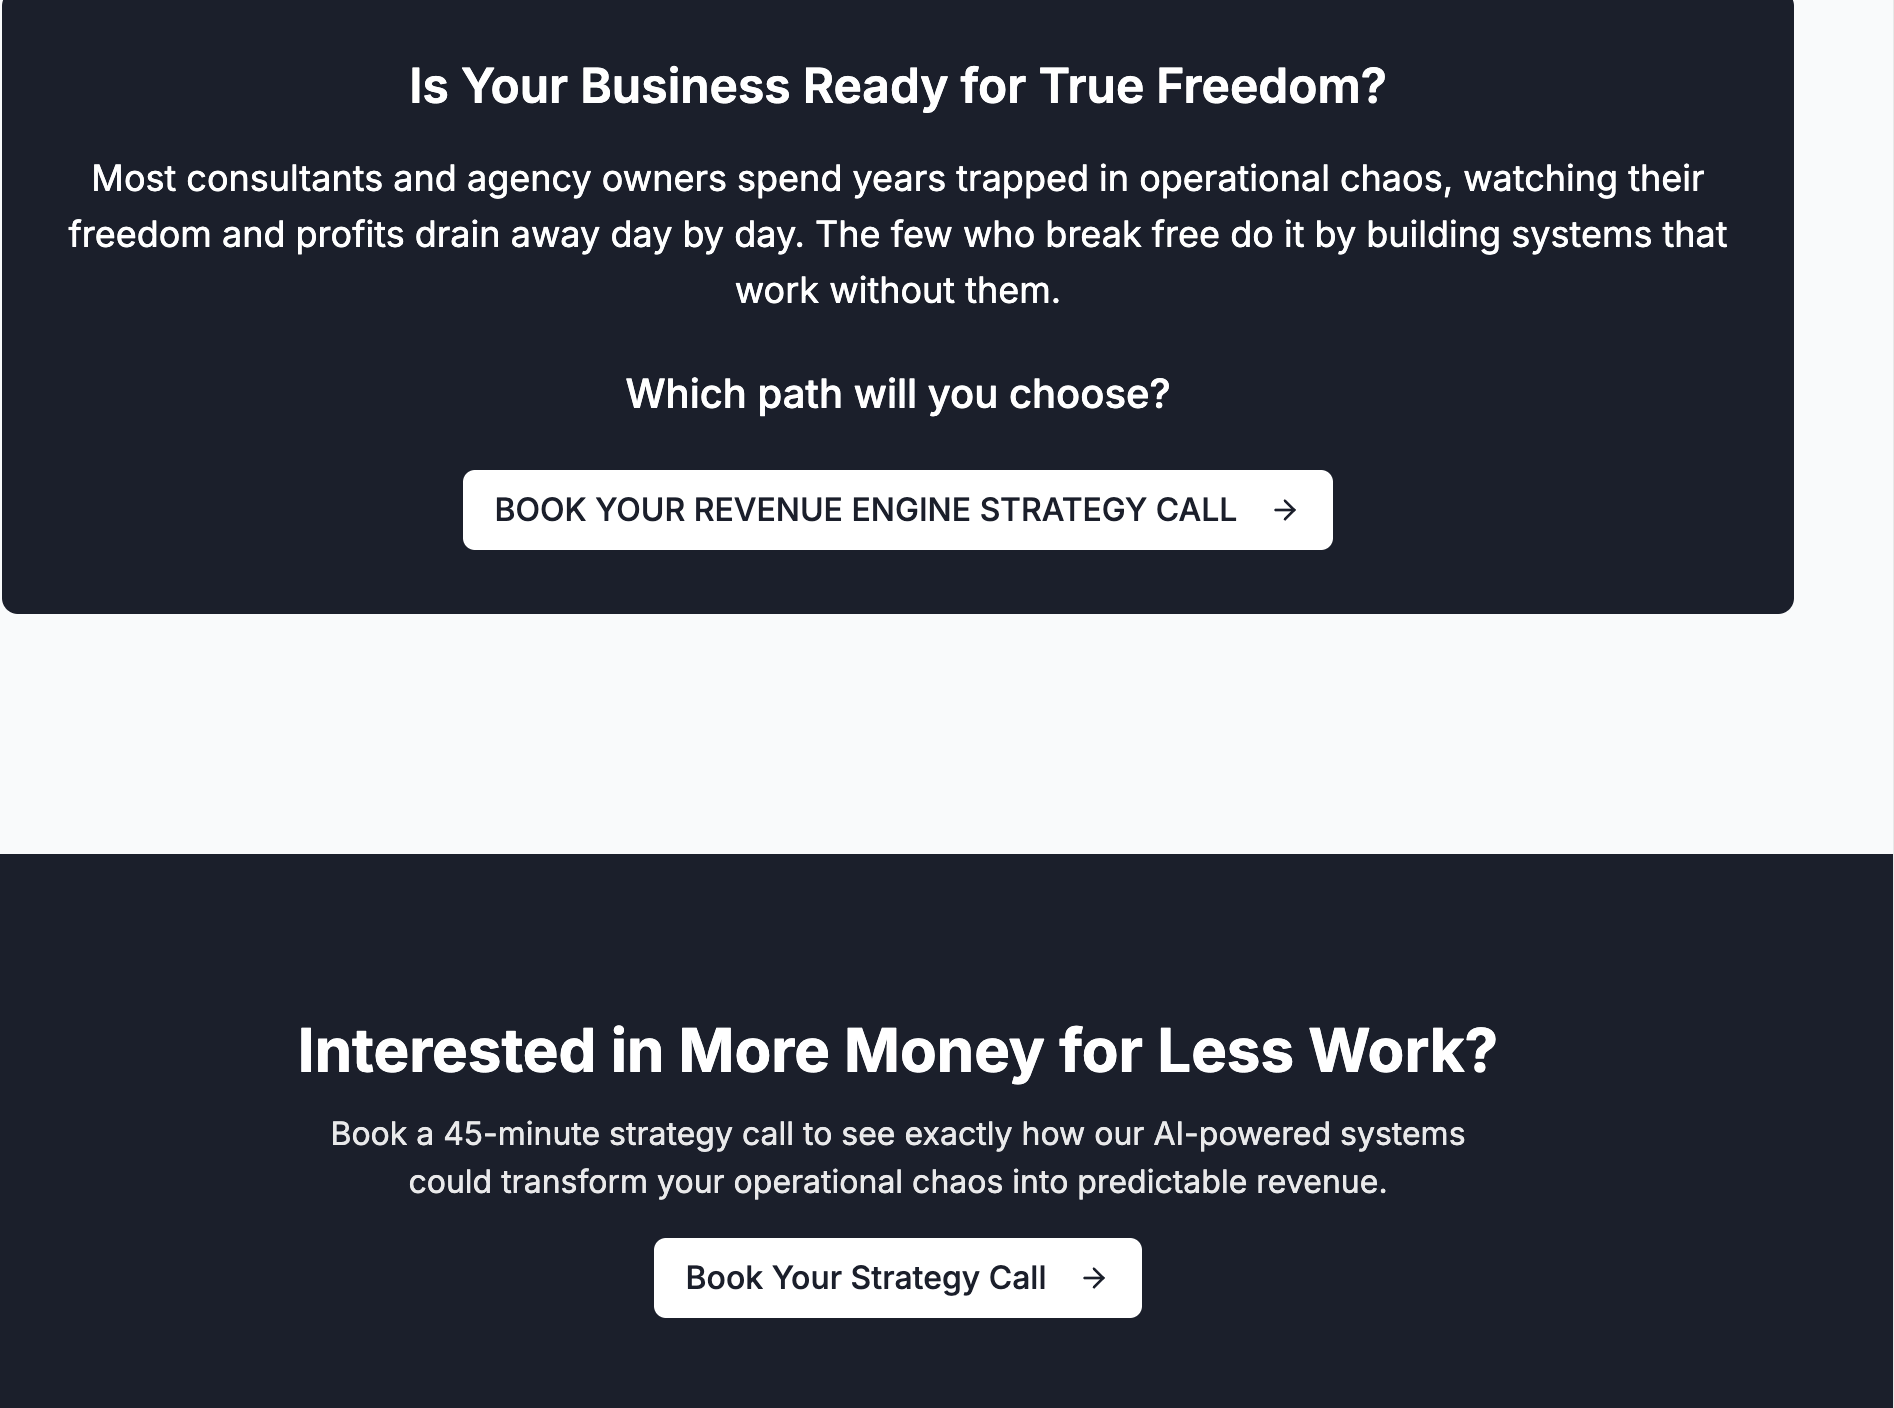 Is Your Business Ready for True Freedom?
Most consultants and agency owners spend years trapped in operational chaos, watching their
freedom and profits drain away day by day. The few who break free do it by building systems that
work without them.
Which path will you choose?
BOOK YOUR REVENUE ENGINE STRATEGY CALL →
Interested in More Money for Less Work?
Book a 45-minute strategy call to see exactly how our AI-powered systems
could transform your operational chaos into predictable revenue.
Book Your Strategy Call →